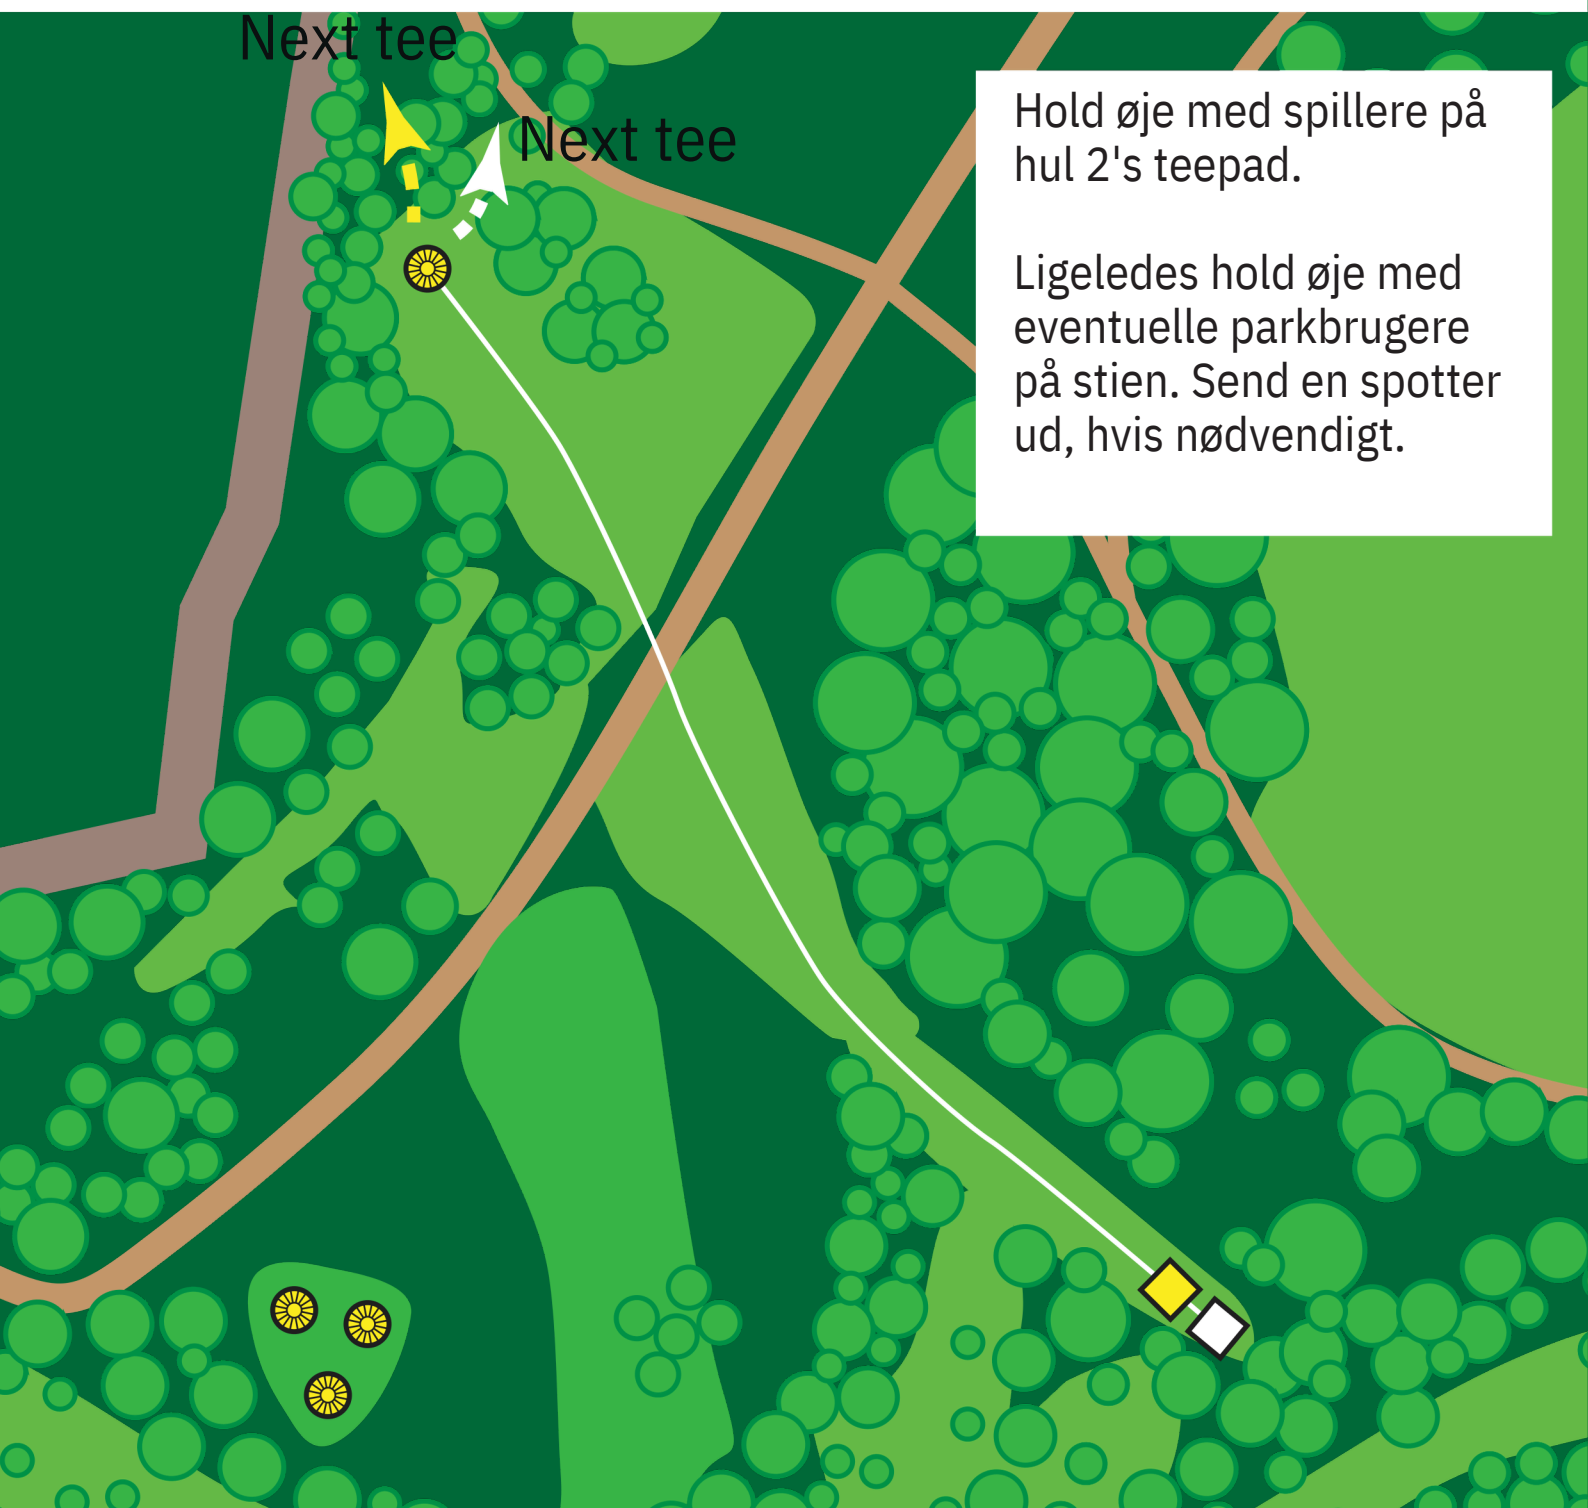 Next tee
Next tee
Hold øje med spillere på
hul 2's teepad.
Ligeledes hold øje med
eventuelle parkbrugere
på stien. Send en spotter
ud, hvis nødvendigt.